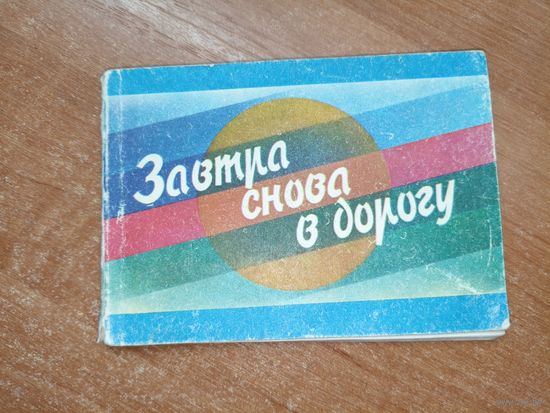 Завтра
снова
в дорогу